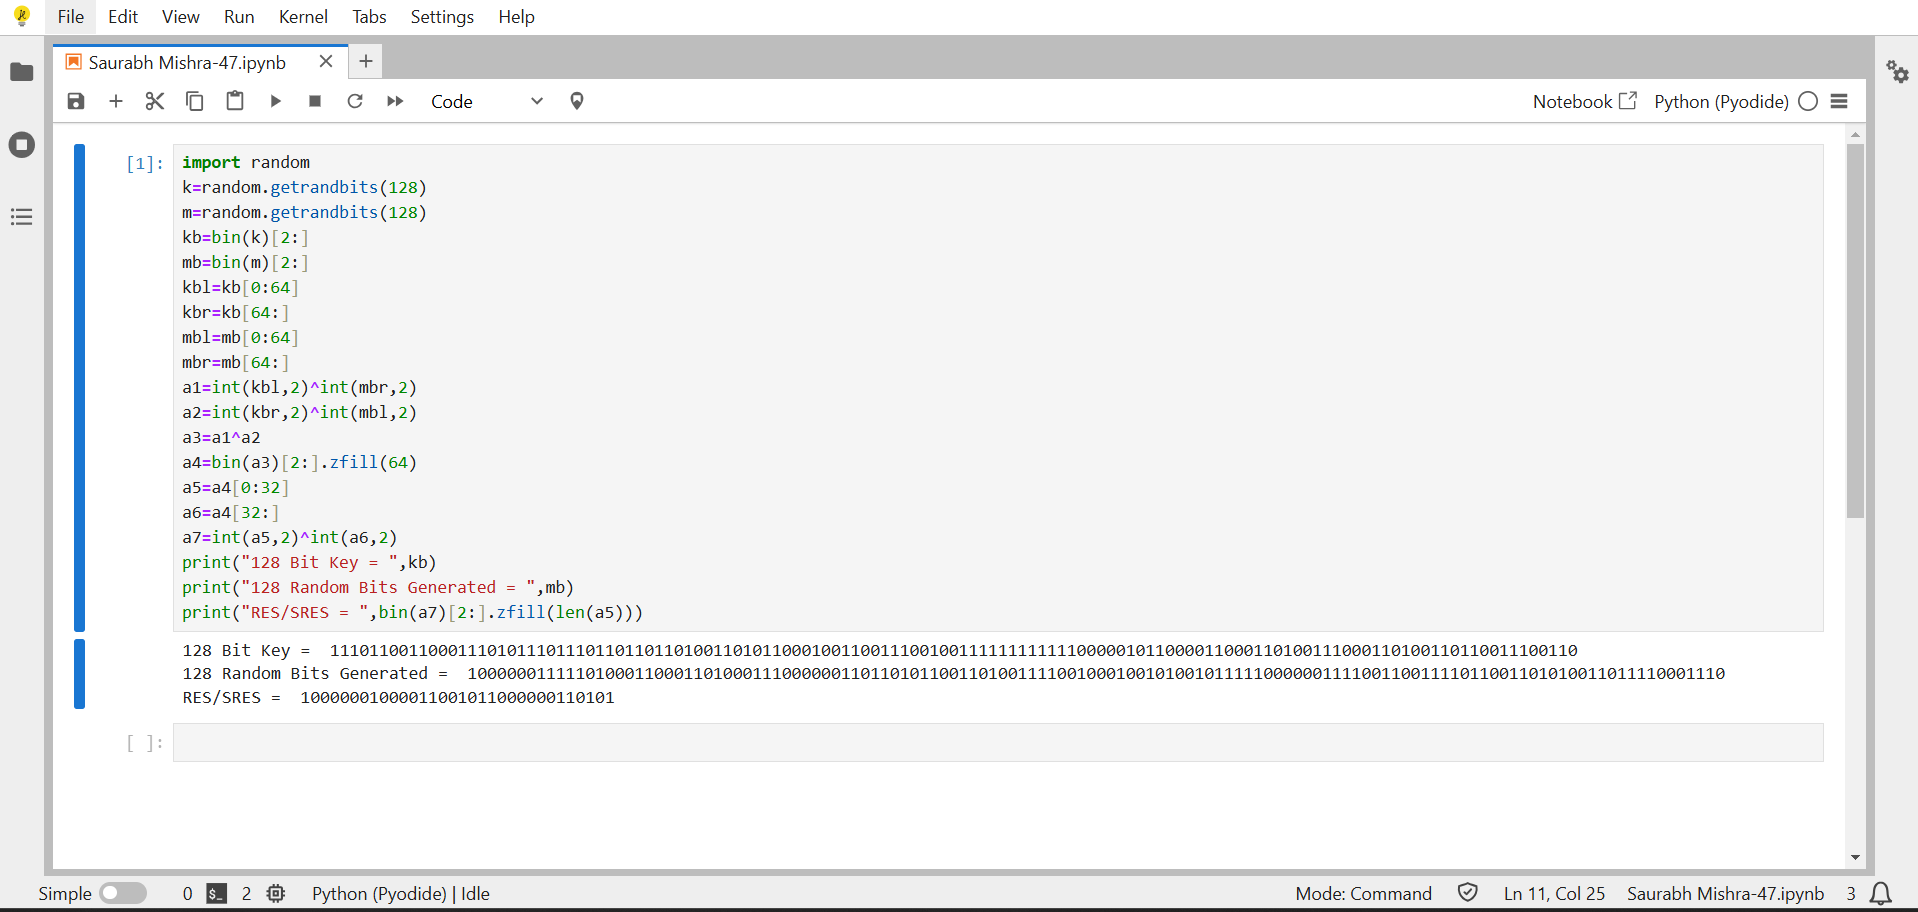 File Edit View Run Kernel Tabs Settings Help
Saurabh Mishra-47.ipynb
Code Notebook Python (Pyodide)
[1]: import random
k=random.getrandbits(128)
m=random.getrandbits(128)
kb=bin(k)[2:]
mb=bin(m)[2:]
kbl=kb[0:64]
kbr=kb[64:]
mbl=mb[0:64]
mbr=mb[64:]
a1=int(kbl,2)^int(mbr,2)
a2=int(kbr,2)^int(mbl,2)
a3=a1^a2
a4=bin(a3)[2:].zfill(64)
a5=a4[0:32]
a6=a4[32:]
a7=int(a5,2)^int(a6,2)
print("128 Bit Key = ",kb)
print("128 Random Bits Generated = ",mb)
print("RES/SRES = ",bin(a7)[2:].zfill(len(a5)))
128 Bit Key =
128 Random Bits Generated =
RES/SRES = 10000001000011001011000000110101
[ ]:
Simple 0 $_ 2 Python (Pyodide) | Idle Mode: Command Ln 11, Col 25 Saurabh Mishra-47.ipynb 3